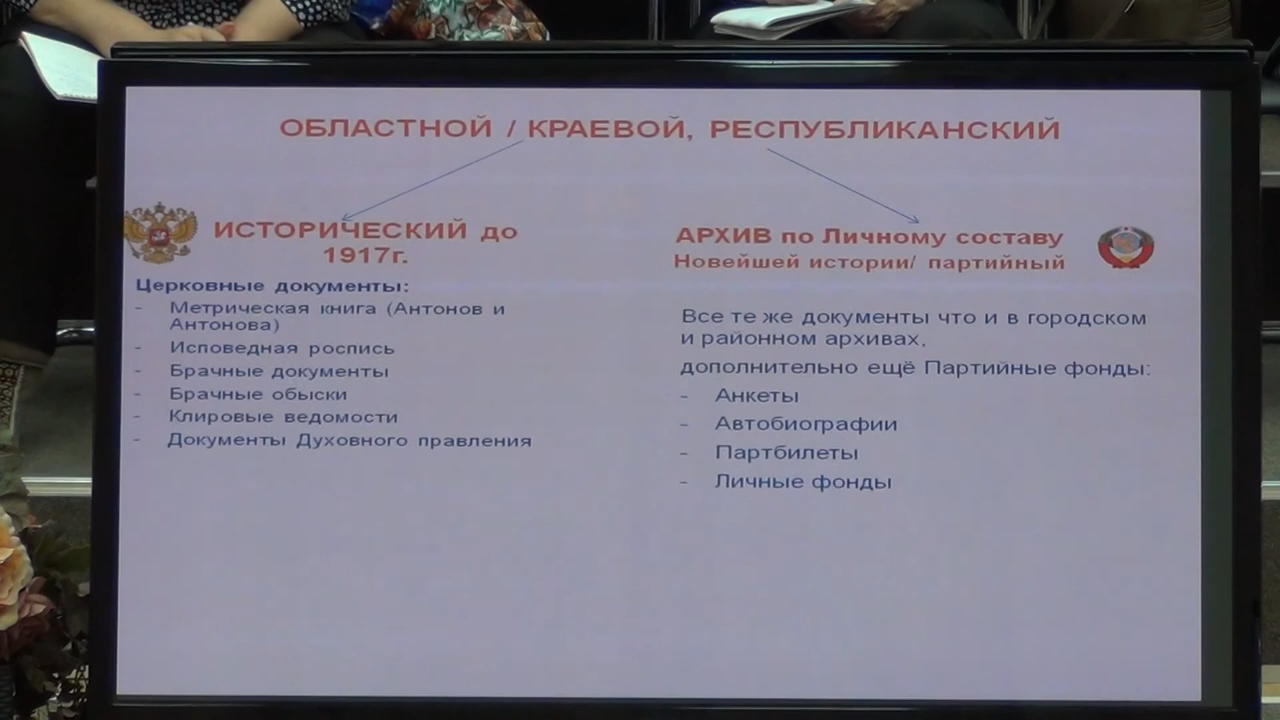 ОБЛАСТНОЙ / КРАЕВОЙ, РЕСПУБЛИКАНСКИЙ
ИСТОРИЧЕСКИЙ до
1917г.
Церковные документы:
- Метрическая книга (Антонов и
Антонова)
- Исповедная роспись
- Брачные документы
- Брачные обыски
- Клировые ведомости
- Документы Духовного правления
АРХИВ по Личному составу
Новейшей истории/ партийный
Все те же документы что и в городском
и районном архивах,
дополнительно ещё Партийные фонды:
- Анкеты
- Автобиографии
- Партбилеты
- Личные фонды